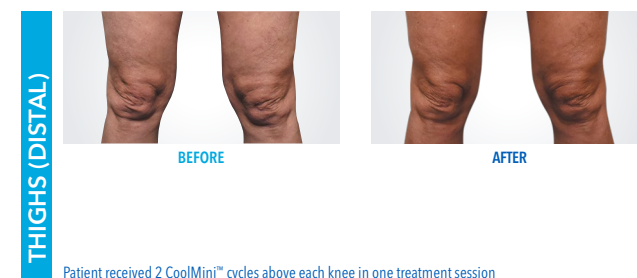 THIGHS (DISTAL)
BEFORE
AFTER
Patient received 2 CoolMini™ cycles above each knee in one treatment session